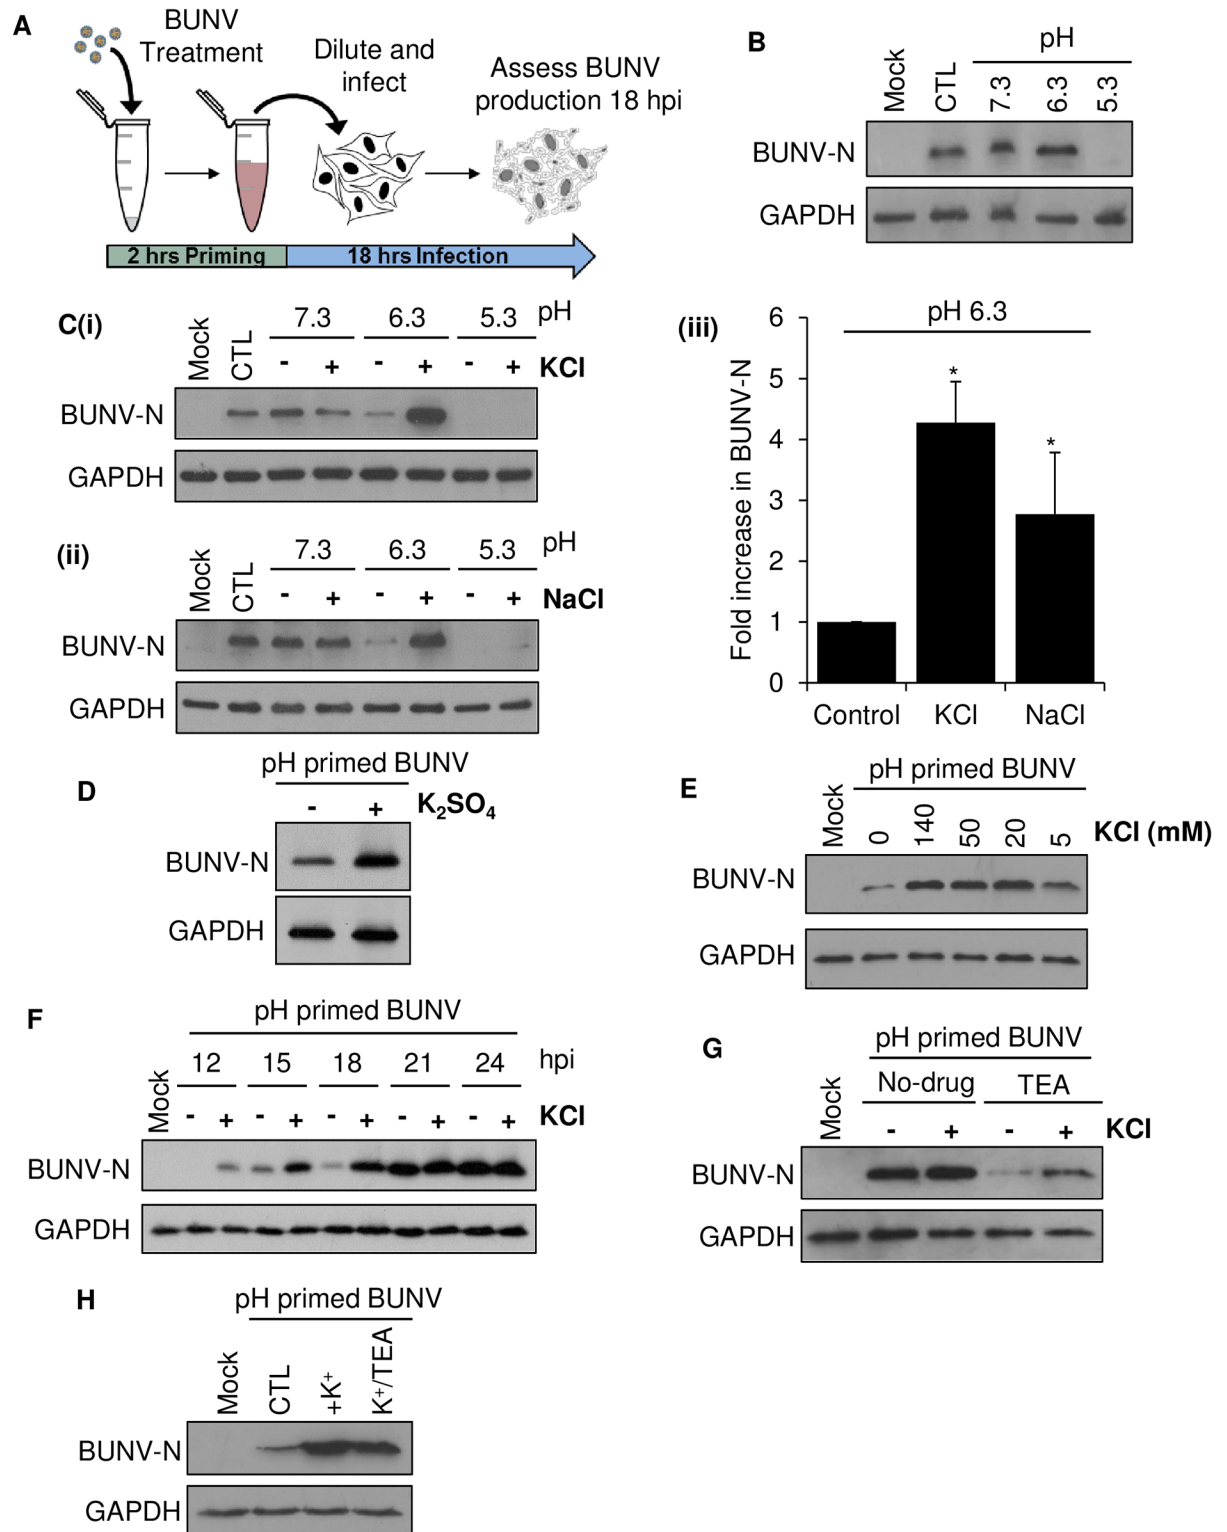 A
BUNV
Treatment
Dilute and
infect
Assess BUNV
production 18 hpi
2 hrs Priming
18 hrs Infection
B
pH
Mock CTL 7.3 6.3 5.3
BUNV-N
GAPDH
C(i)
7.3 6.3 5.3 pH
Mock CTL - + - + - + KCl
BUNV-N
GAPDH
(ii)
7.3 6.3 5.3 pH
Mock CTL - + - + - + NaCl
BUNV-N
GAPDH
(iii)
pH 6.3
Fold increase in BUNV-N
6
5
4
3
2
1
0
*
*
Control KCl NaCl
D
pH primed BUNV
- + K₂SO₄
BUNV-N
GAPDH
E
pH primed BUNV
Mock 0 140 50 20 5 KCl (mM)
BUNV-N
GAPDH
F
pH primed BUNV
12 15 18 21 24 hpi
Mock - + - + - + - + - + KCl
BUNV-N
GAPDH
G
pH primed BUNV
No-drug TEA
Mock - + - + KCl
BUNV-N
GAPDH
H
pH primed BUNV
Mock CTL +K⁺ K⁺/TEA
BUNV-N
GAPDH